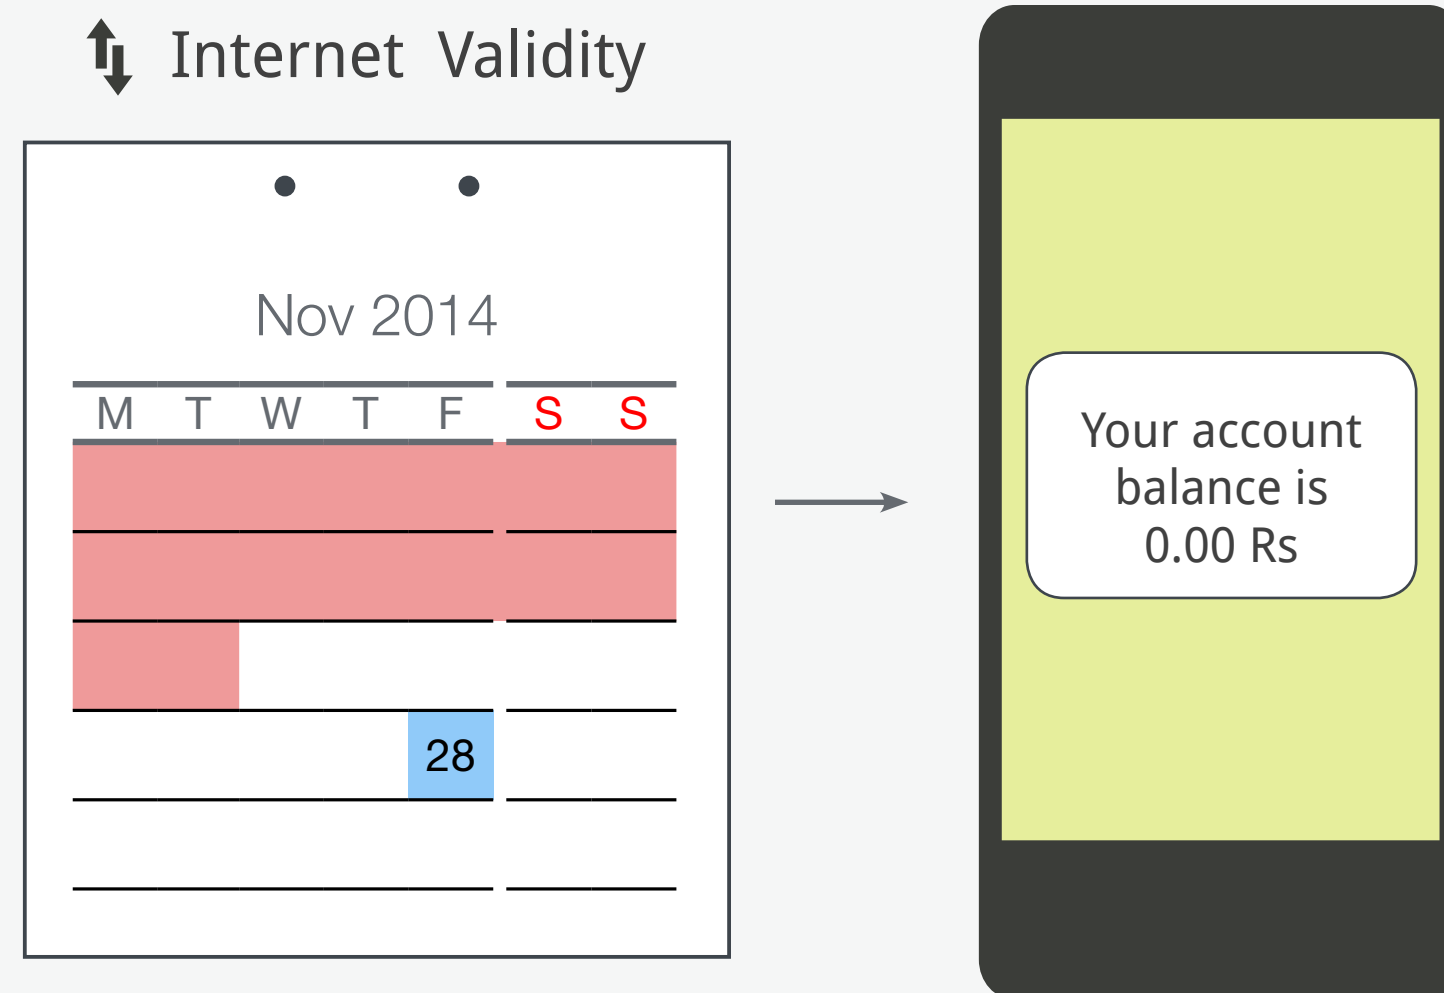 Internet Validity
Nov 2014
M T W T F S S
28
Your account
balance is
0.00 Rs